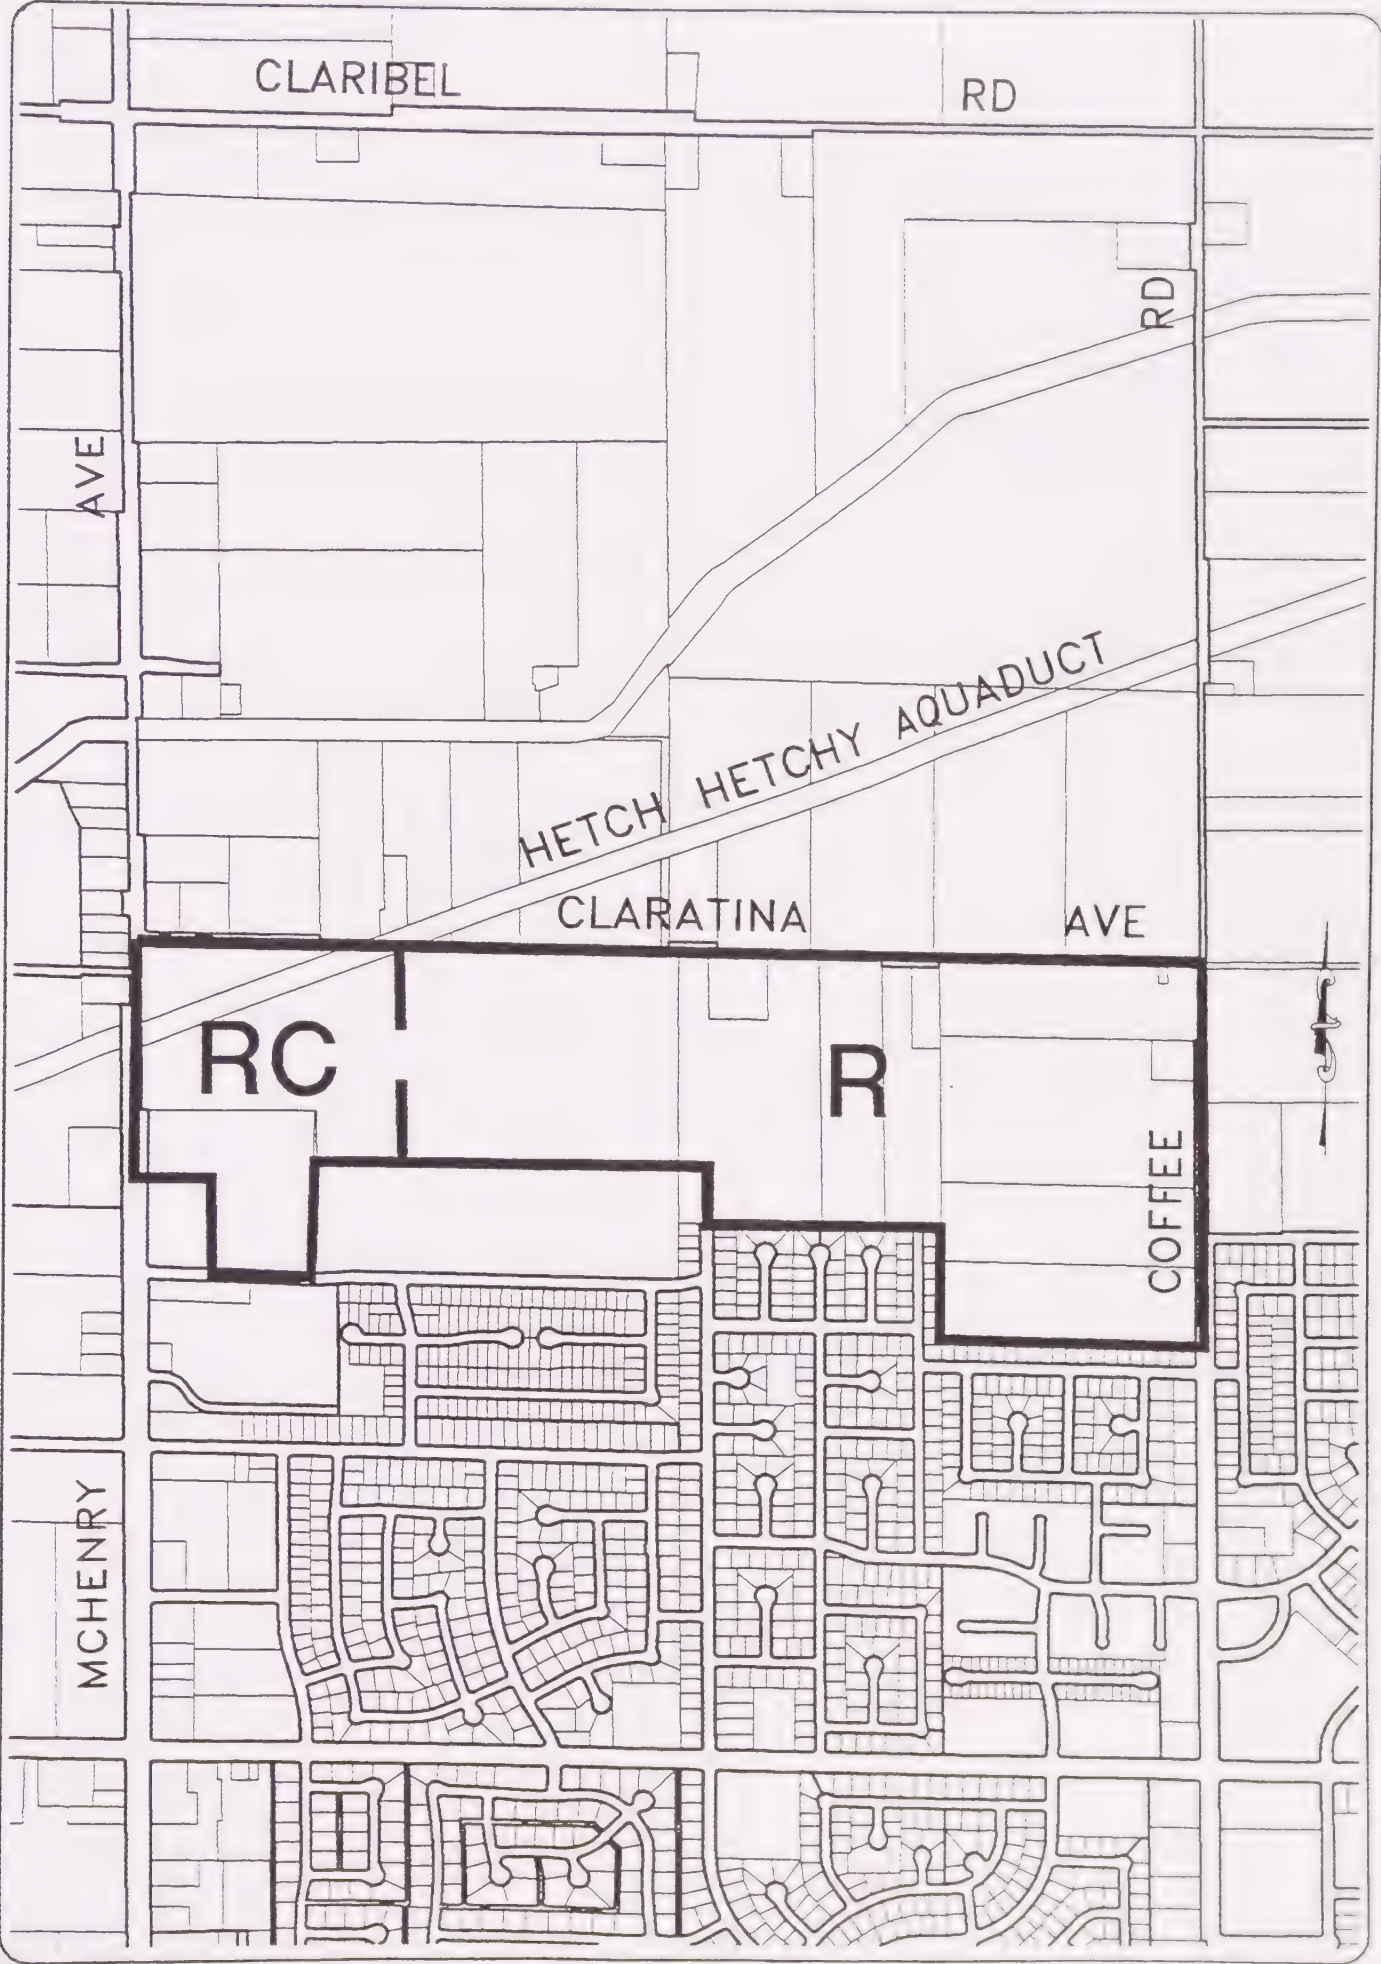 CLARIBEL RD
RD
AVE
HETCH HETCHY AQUADUCT
CLARATINA AVE
RC
R
COFFEE
MCHENRY